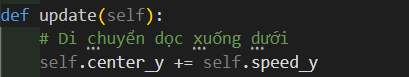 def update(self):
    # Di chuyển dọc xuống dưới
    self.center_y += self.speed_y